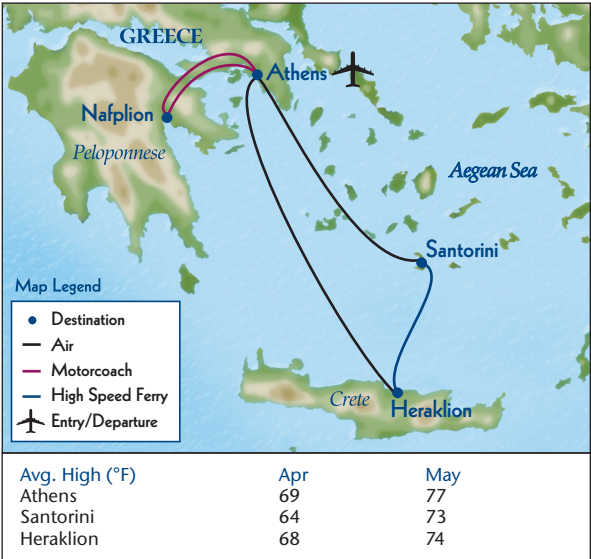 GREECE
Athens
Nafplion
Peloponnese
Aegean Sea
Santorini
Map Legend
Destination
Air
Motorcoach
High Speed Ferry
Entry/Departure
Crete
Heraklion
Avg. High (°F) Apr May
Athens 69 77
Santorini 64 73
Heraklion 68 74